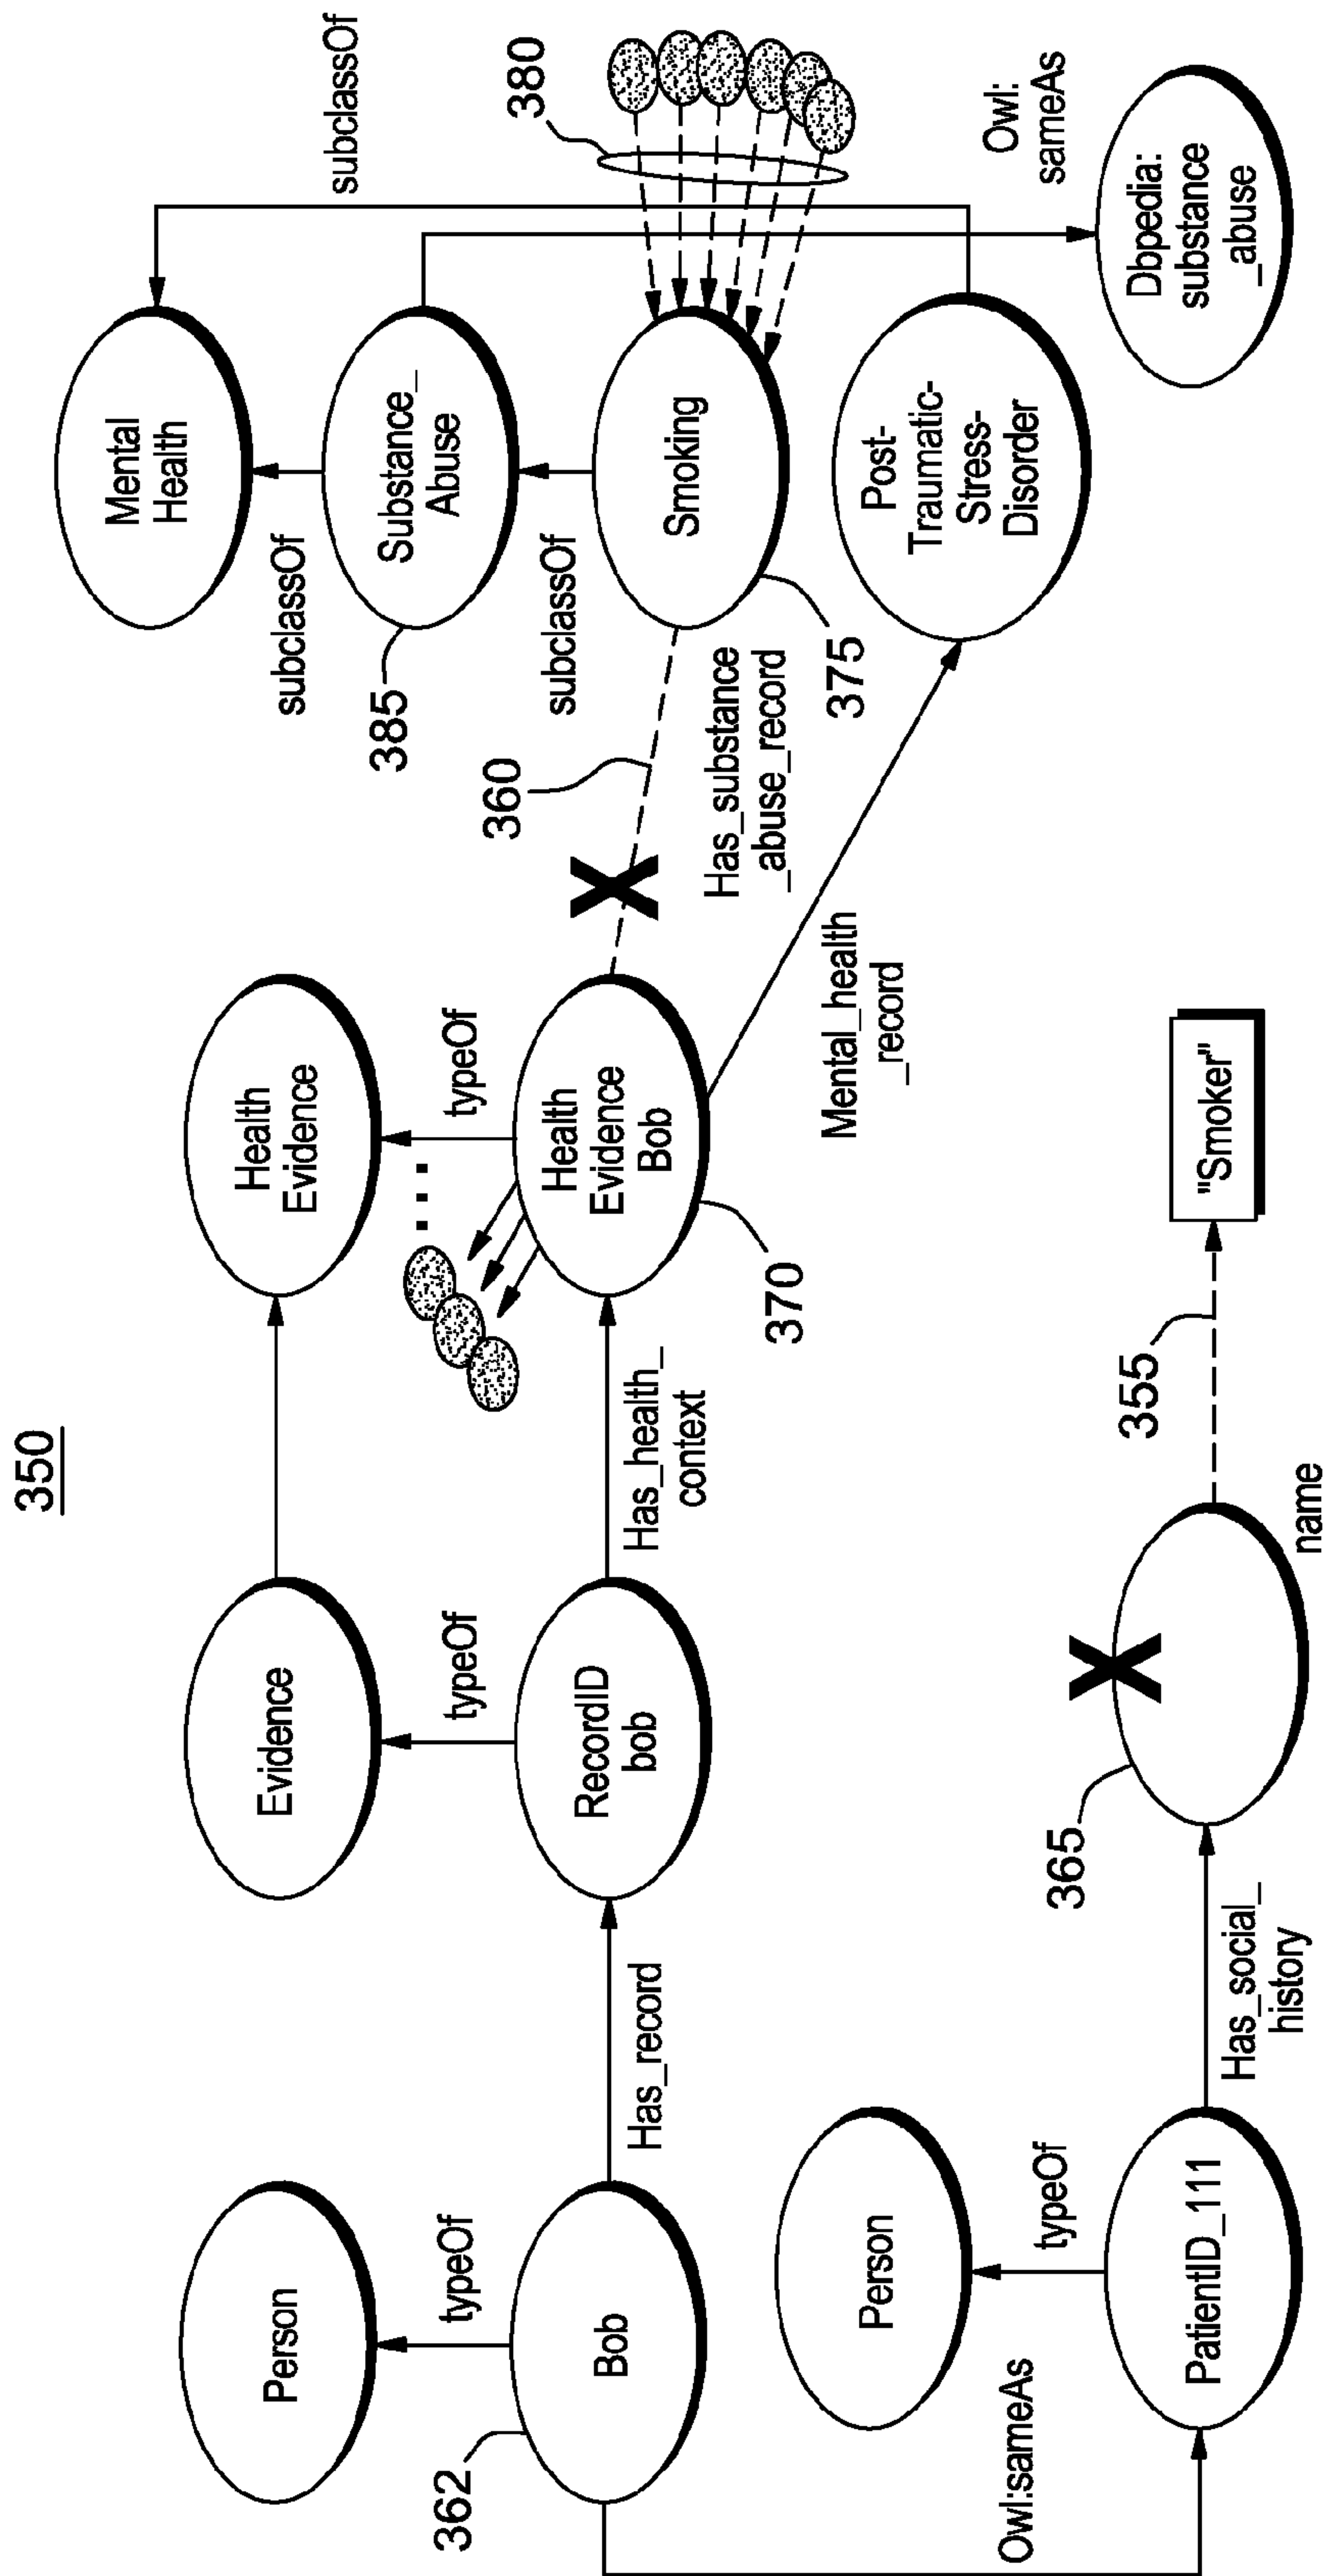 350
Person
typeOf
Bob
362
Has_record
Evidence
typeOf
RecordID
bob
Has_health_
context
Health
Evidence
typeOf
Health
Evidence
Bob
370
...
360
Has_substance
_abuse_record
Mental_health
_record
Mental
Health
subclassOf
Substance_
Abuse
385
subclassOf
Smoking
375
380
subclassOf
Post-
Traumatic-
Stress-
Disorder
Owl:
sameAs
Dbpedia:
substance
_abuse
Owl:sameAs
Person
typeOf
PatientID_111
Has_social_
history
365
X
X
name
355
"Smoker"